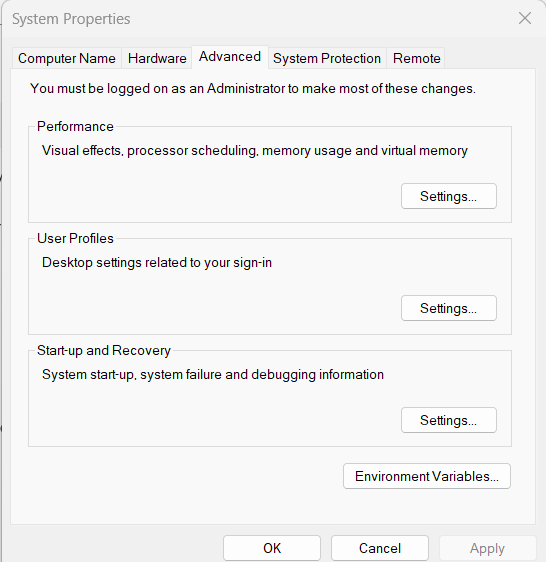 System Properties
Computer Name Hardware Advanced System Protection Remote
You must be logged on as an Administrator to make most of these changes.
Performance
Visual effects, processor scheduling, memory usage and virtual memory
Settings...
User Profiles
Desktop settings related to your sign-in
Settings...
Start-up and Recovery
System start-up, system failure and debugging information
Settings...
Environment Variables...
OK Cancel Apply